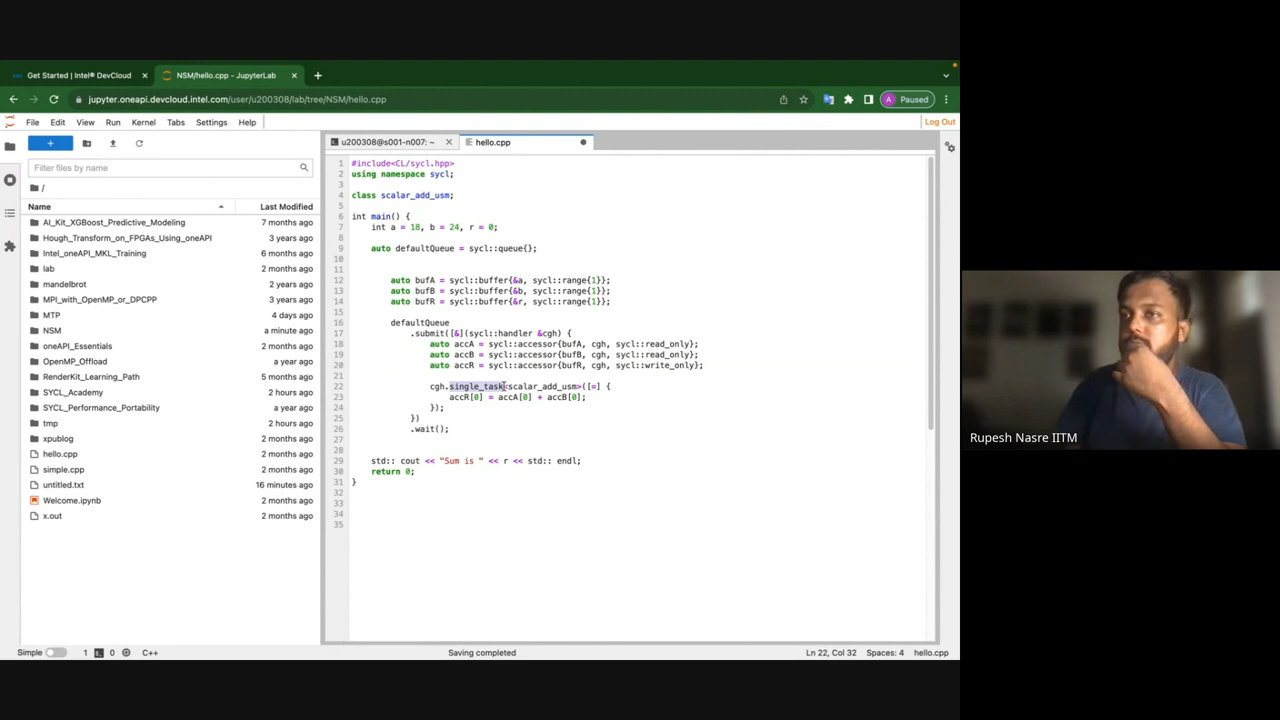 Get Started | Intel® DevCloud
NSM/hello.cpp - JupyterLab
jupyter.oneapi.devcloud.intel.com/user/u200308/lab/tree/NSM/hello.cpp
A Paused
File Edit View Run Kernel Tabs Settings Help
Log Out
u200308@s001-n007: ~
hello.cpp
Filter files by name
/
Name Last Modified
AI_Kit_XGBoost_Predictive_Modeling 7 months ago
Hough_Transform_on_FPGAs_Using_oneAPI 3 years ago
Intel_oneAPI_MKL_Training 6 months ago
lab 2 months ago
mandelbrot 2 years ago
MPI_with_OpenMP_or_DPCPP 3 years ago
MTP 4 days ago
NSM a minute ago
oneAPI_Essentials 2 months ago
OpenMP_Offload a year ago
RenderKit_Learning_Path 5 months ago
SYCL_Academy 2 months ago
SYCL_Performance_Portability a year ago
tmp 2 hours ago
xpublog 2 months ago
hello.cpp 2 months ago
simple.cpp 2 months ago
untitled.txt 16 minutes ago
Welcome.ipynb 2 months ago
x.out 2 months ago
1 #include<CL/sycl.hpp>
2 using namespace sycl;
3
4 class scalar_add_usm;
5
6 int main() {
7 int a = 18, b = 24, r = 0;
8
9 auto defaultQueue = sycl::queue{};
10
11
12 auto bufA = sycl::buffer{&a, sycl::range{1}};
13 auto bufB = sycl::buffer{&b, sycl::range{1}};
14 auto bufR = sycl::buffer{&r, sycl::range{1}};
15
16 defaultQueue
17 .submit([&](sycl::handler &cgh) {
18 auto accA = sycl::accessor{bufA, cgh, sycl::read_only};
19 auto accB = sycl::accessor{bufB, cgh, sycl::read_only};
20 auto accR = sycl::accessor{bufR, cgh, sycl::write_only};
21
22 cgh.single_task<scalar_add_usm>([=] {
23 accR[0] = accA[0] + accB[0];
24 });
25 })
26 .wait();
27
28
29 std:: cout << "Sum is " << r << std:: endl;
30 return 0;
31 }
32
33
34
35
Rupesh Nasre IITM
Simple 1 0 C++ Saving completed Ln 22, Col 32 Spaces: 4 hello.cpp